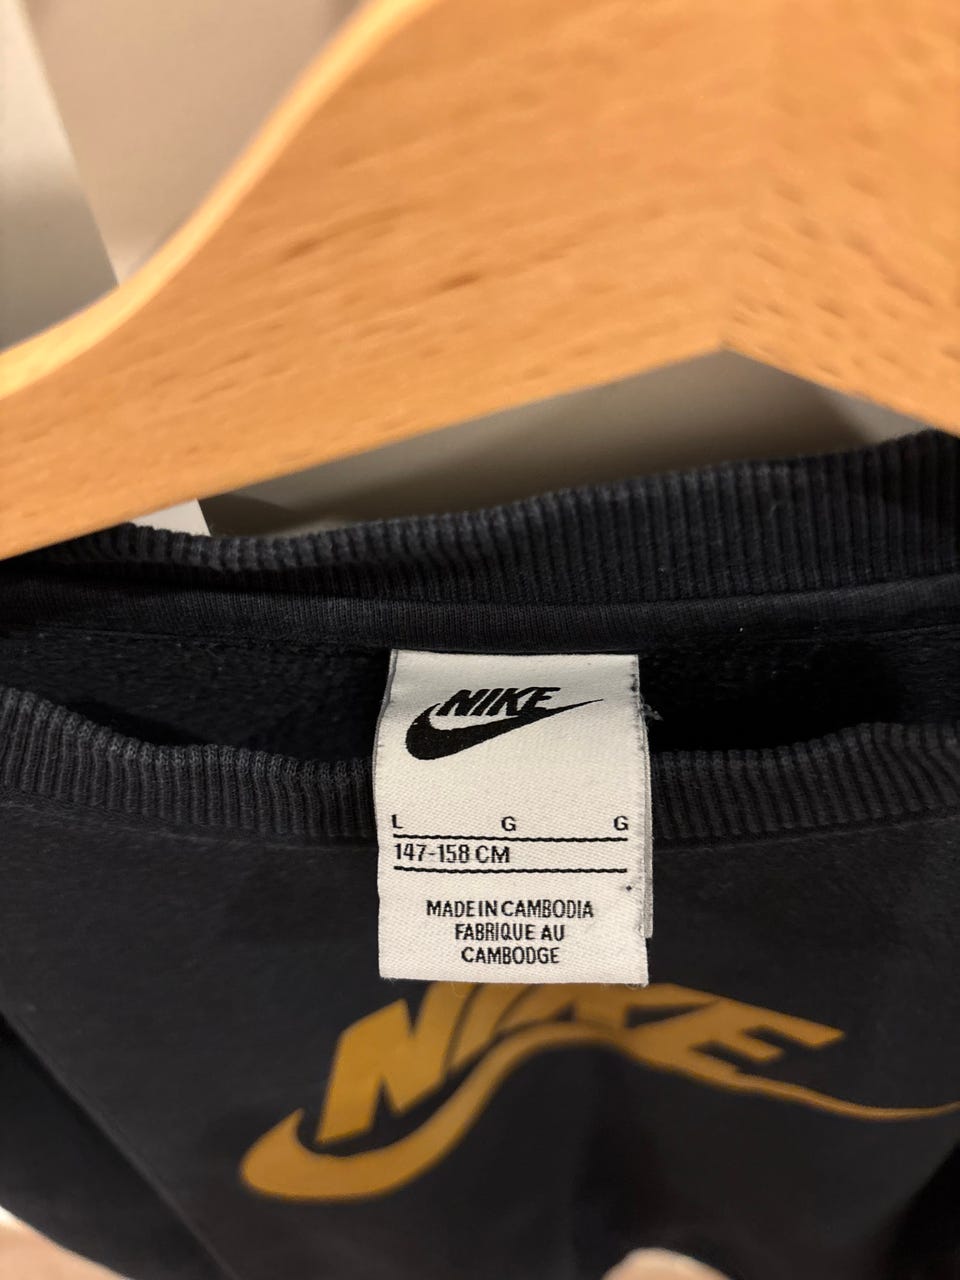 NIKE
L G G
147-158 CM
MADE IN CAMBODIA
FABRIQUE AU
CAMBODGE
NIKE